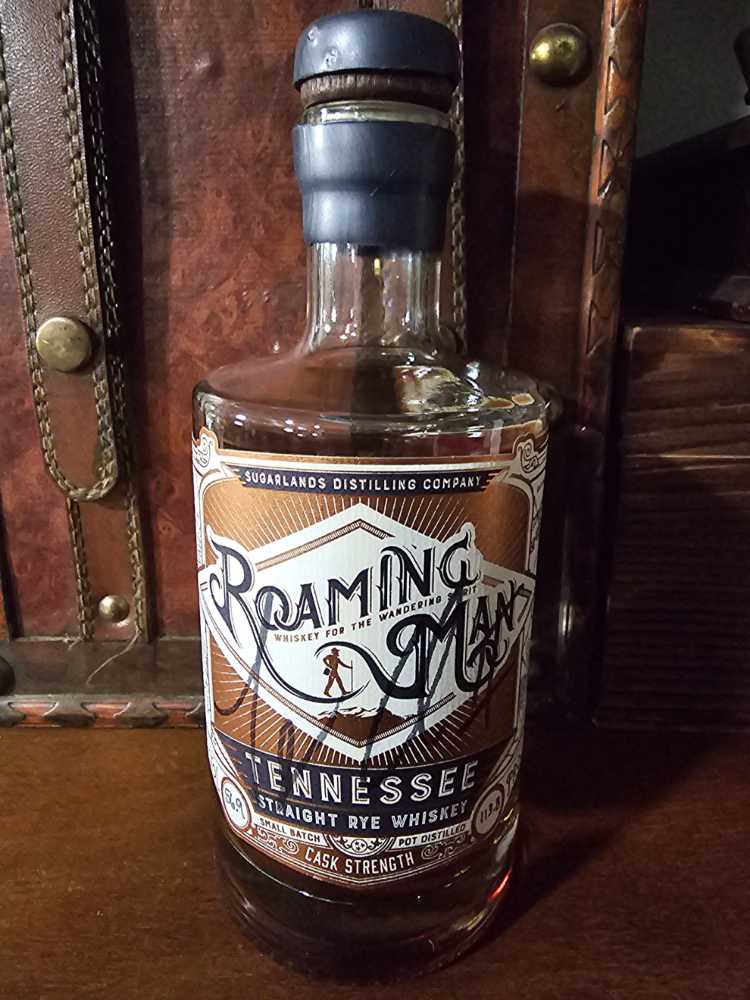 SUGARLANDS DISTILLING COMPANY
ROAMING
WHISKEY FOR THE WANDERING SPIRIT
MAN
TENNESSEE
STRAIGHT RYE WHISKEY
SMALL BATCH POT DISTILLED
CASK STRENGTH